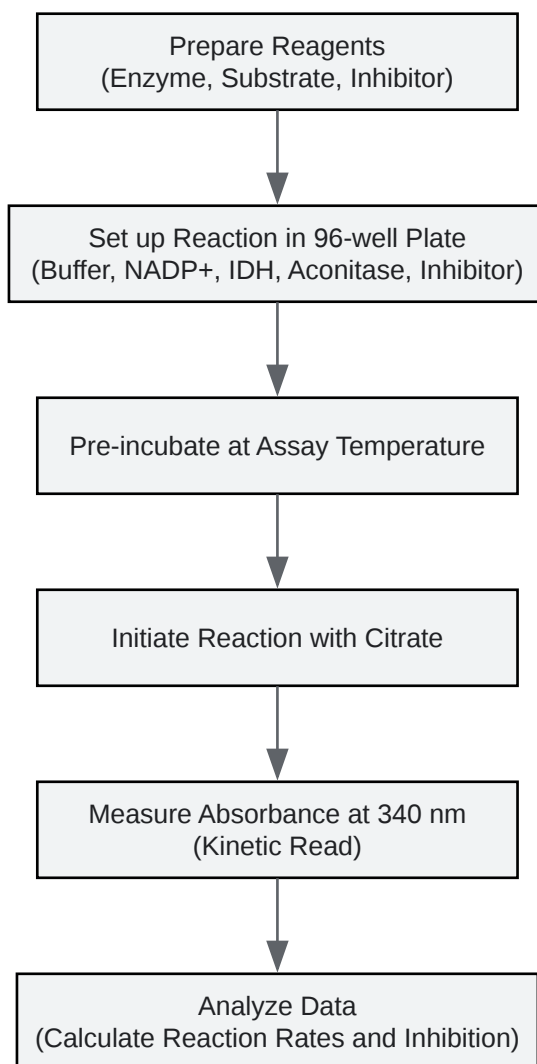 Prepare Reagents
(Enzyme, Substrate, Inhibitor)
Set up Reaction in 96-well Plate
(Buffer, NADP+, IDH, Aconitase, Inhibitor)
Pre-incubate at Assay Temperature
Initiate Reaction with Citrate
Measure Absorbance at 340 nm
(Kinetic Read)
Analyze Data
(Calculate Reaction Rates and Inhibition)